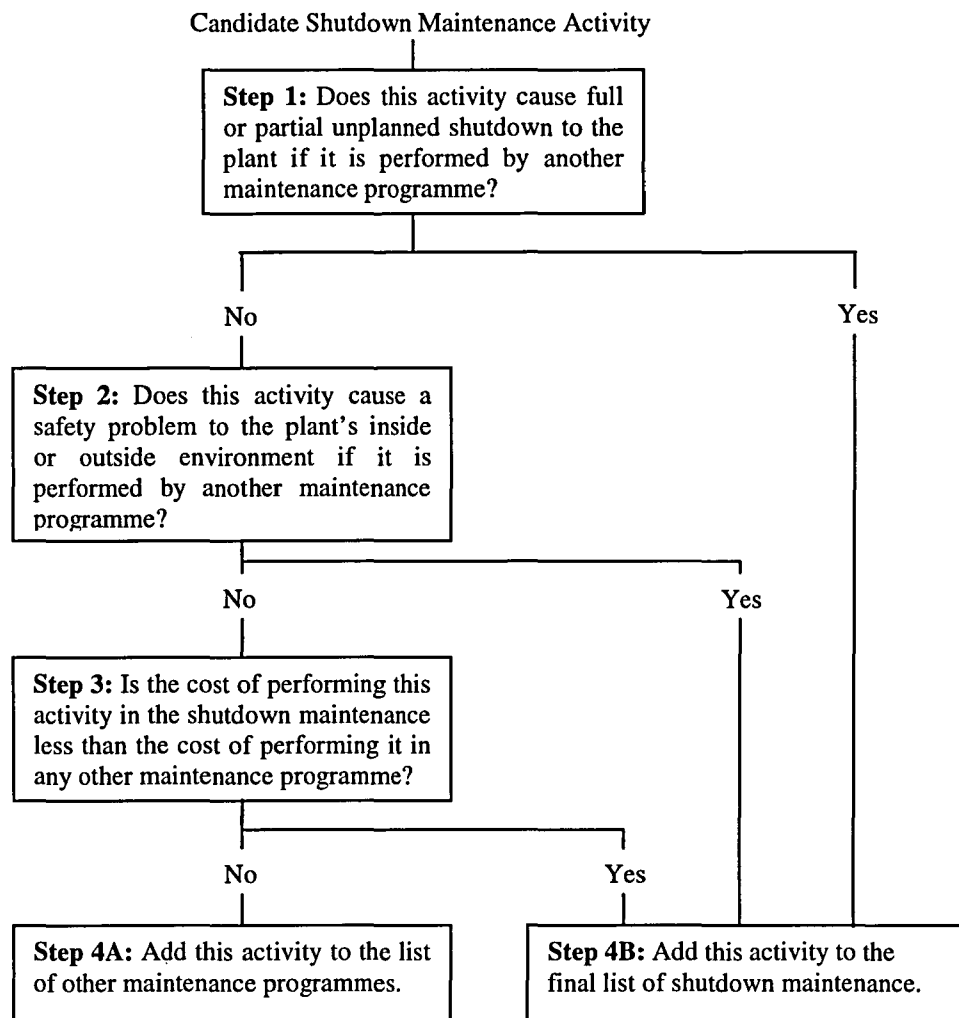 Candidate Shutdown Maintenance Activity
Step 1: Does this activity cause full
or partial unplanned shutdown to the
plant if it is performed by another
maintenance programme?
No
Yes
Step 2: Does this activity cause a
safety problem to the plant's inside
or outside environment if it is
performed by another maintenance
programme?
No
Yes
Step 3: Is the cost of performing this
activity in the shutdown maintenance
less than the cost of performing it in
any other maintenance programme?
No
Yes
Step 4A: Add this activity to the list
of other maintenance programmes.
Step 4B: Add this activity to the
final list of shutdown maintenance.